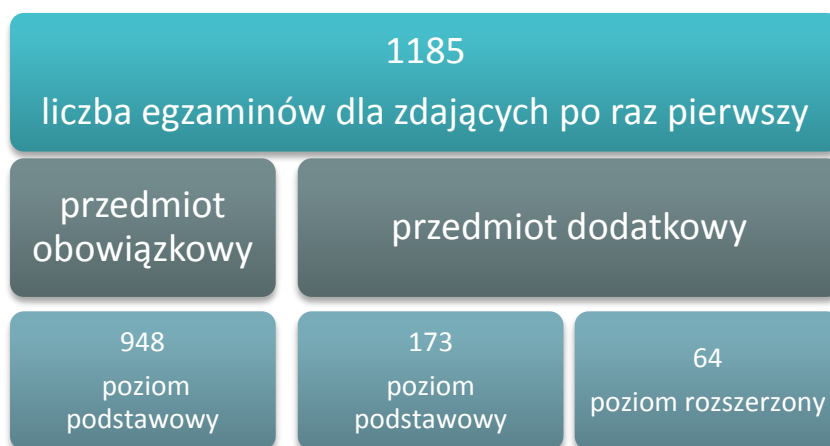 1185
liczba egzaminów dla zdających po raz pierwszy
przedmiot
obowiązkowy
przedmiot dodatkowy
948
poziom
podstawowy
173
poziom
podstawowy
64
poziom rozszerzony